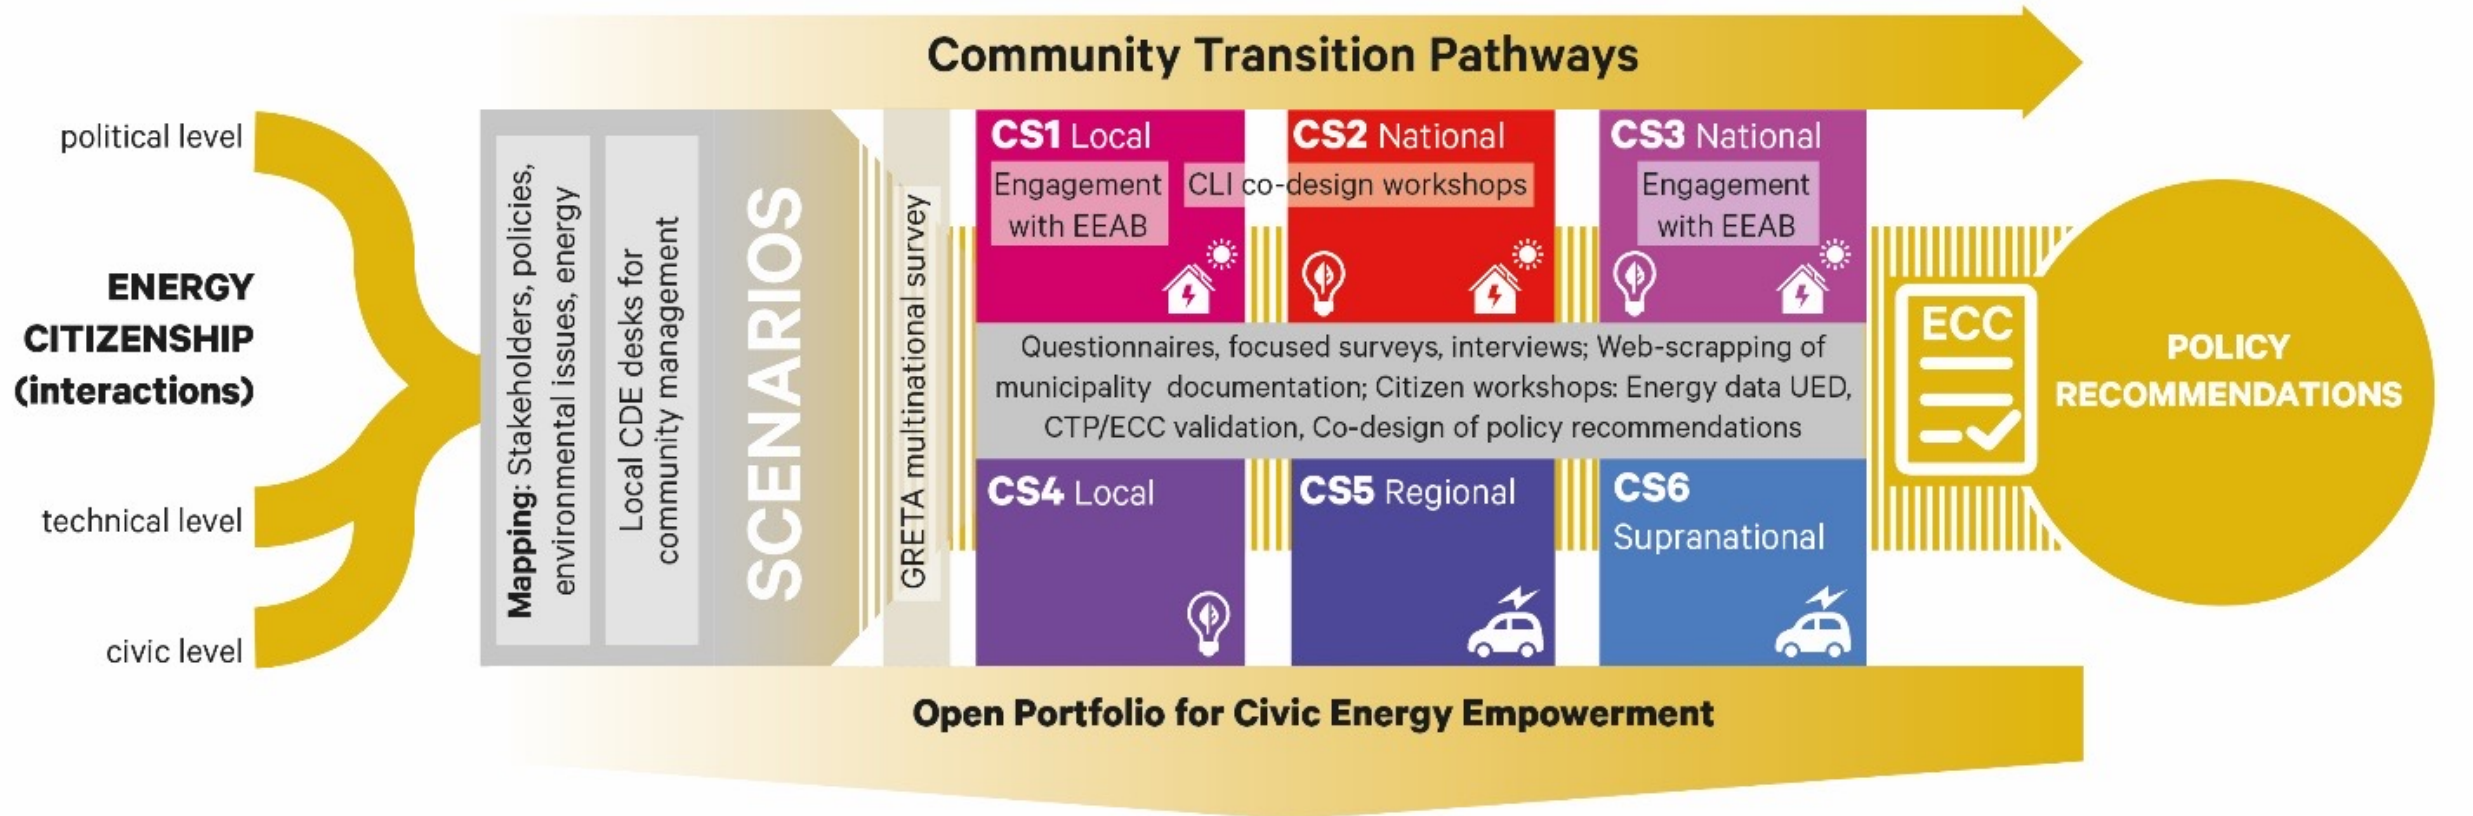 Community Transition Pathways
political level
ENERGY
CITIZENSHIP
(interactions)
technical level
civic level
Mapping: Stakeholders, policies,
environmental issues, energy
Local CDE desks for
community management
SCENARIOS
GRETA multinational survey
CS1 Local
Engagement
with EEAB
CLI co-design workshops
CS2 National
CS3 National
Engagement
with EEAB
Questionnaires, focused surveys, interviews; Web-scrapping of
municipality documentation; Citizen workshops: Energy data UED,
CTP/ECC validation, Co-design of policy recommendations
CS4 Local
CS5 Regional
CS6
Supranational
ECC
POLICY
RECOMMENDATIONS
Open Portfolio for Civic Energy Empowerment